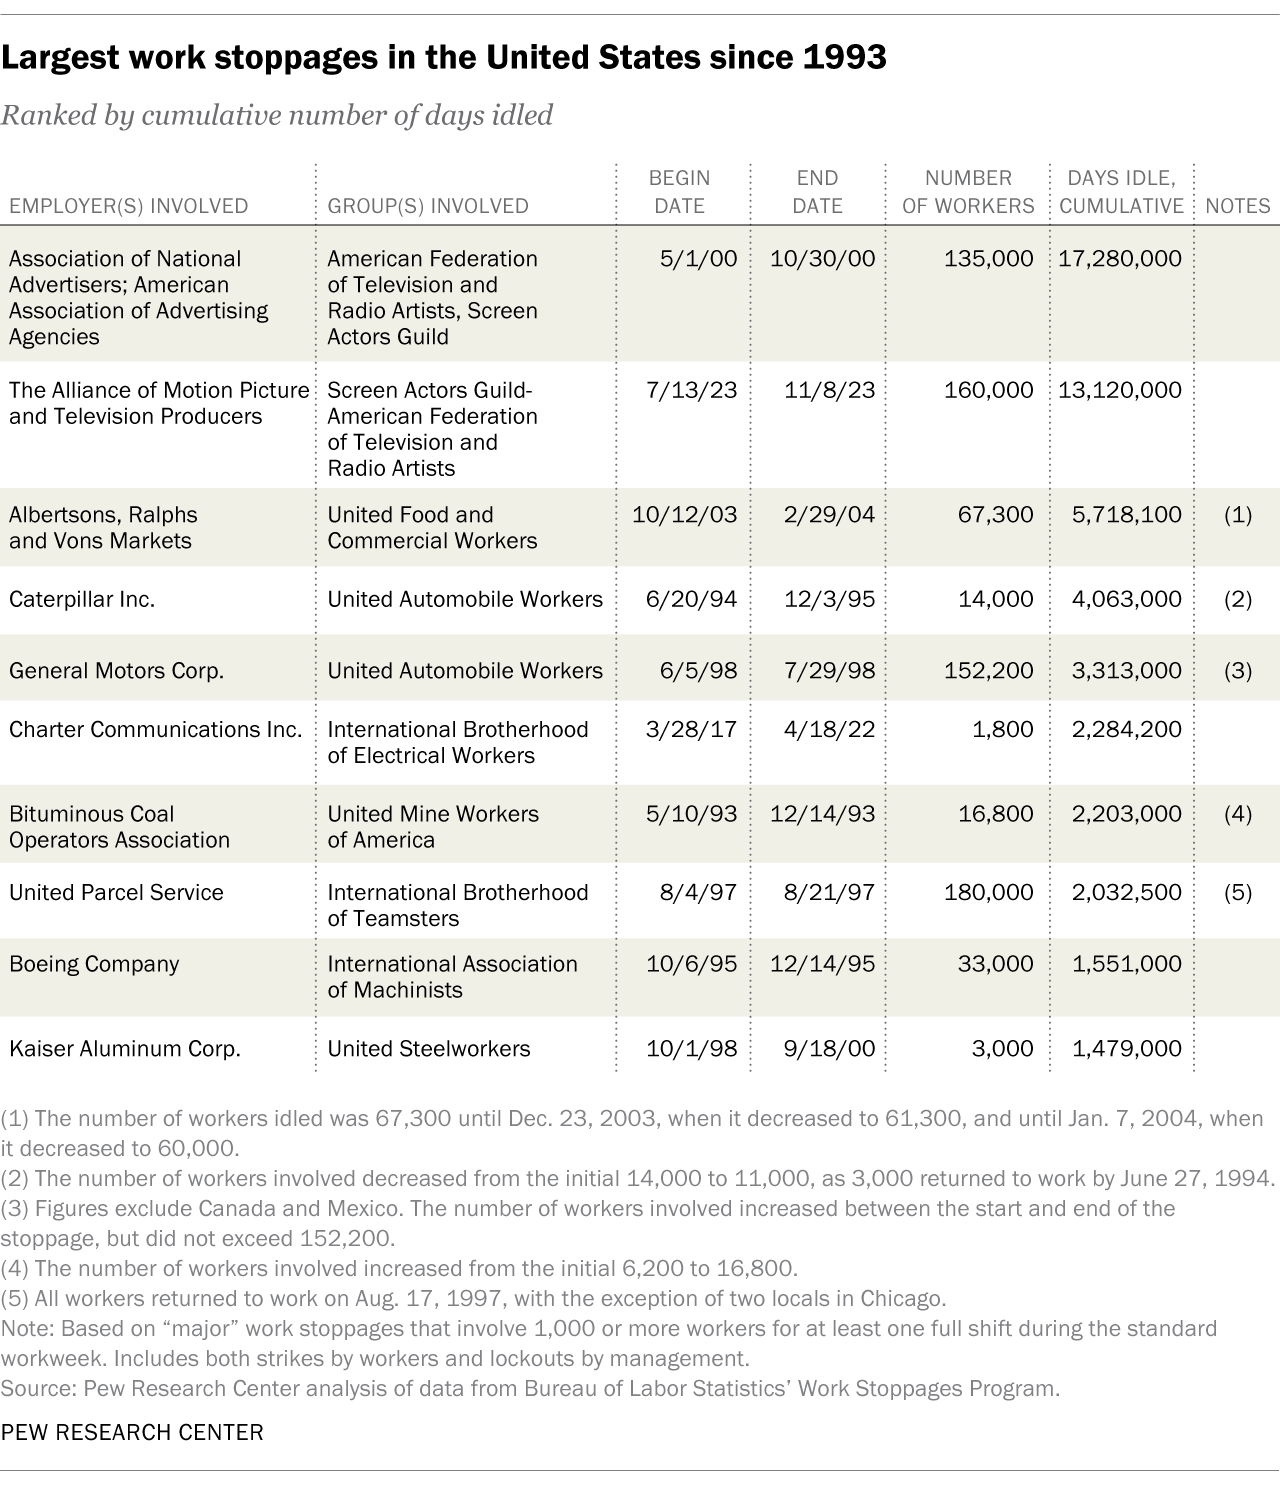 Largest work stoppages in the United States since 1993
Ranked by cumulative number of days idled
EMPLOYER(S) INVOLVED GROUP(S) INVOLVED BEGIN DATE END DATE NUMBER OF WORKERS DAYS IDLE, CUMULATIVE NOTES
Association of National American Federation 5/1/00 10/30/00 135,000 17,280,000
Advertisers; American of Television and
Association of Advertising Radio Artists, Screen
Agencies Actors Guild
The Alliance of Motion Picture Screen Actors Guild- 7/13/23 11/8/23 160,000 13,120,000
and Television Producers American Federation
of Television and
Radio Artists
Albertsons, Ralphs United Food and 10/12/03 2/29/04 67,300 5,718,100 (1)
and Vons Markets Commercial Workers
Caterpillar Inc. United Automobile Workers 6/20/94 12/3/95 14,000 4,063,000 (2)
General Motors Corp. United Automobile Workers 6/5/98 7/29/98 152,200 3,313,000 (3)
Charter Communications Inc. International Brotherhood 3/28/17 4/18/22 1,800 2,284,200
of Electrical Workers
Bituminous Coal United Mine Workers 5/10/93 12/14/93 16,800 2,203,000 (4)
Operators Association of America
United Parcel Service International Brotherhood 8/4/97 8/21/97 180,000 2,032,500 (5)
of Teamsters
Boeing Company International Association 10/6/95 12/14/95 33,000 1,551,000
of Machinists
Kaiser Aluminum Corp. United Steelworkers 10/1/98 9/18/00 3,000 1,479,000
(1) The number of workers idled was 67,300 until Dec. 23, 2003, when it decreased to 61,300, and until Jan. 7, 2004, when
it decreased to 60,000.
(2) The number of workers involved decreased from the initial 14,000 to 11,000, as 3,000 returned to work by June 27, 1994.
(3) Figures exclude Canada and Mexico. The number of workers involved increased between the start and end of the
stoppage, but did not exceed 152,200.
(4) The number of workers involved increased from the initial 6,200 to 16,800.
(5) All workers returned to work on Aug. 17, 1997, with the exception of two locals in Chicago.
Note: Based on “major” work stoppages that involve 1,000 or more workers for at least one full shift during the standard
workweek. Includes both strikes by workers and lockouts by management.
Source: Pew Research Center analysis of data from Bureau of Labor Statistics’ Work Stoppages Program.
PEW RESEARCH CENTER